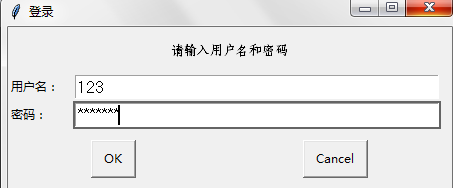 登录
请输入用户名和密码
用户名： 123
密码： *******
OK Cancel